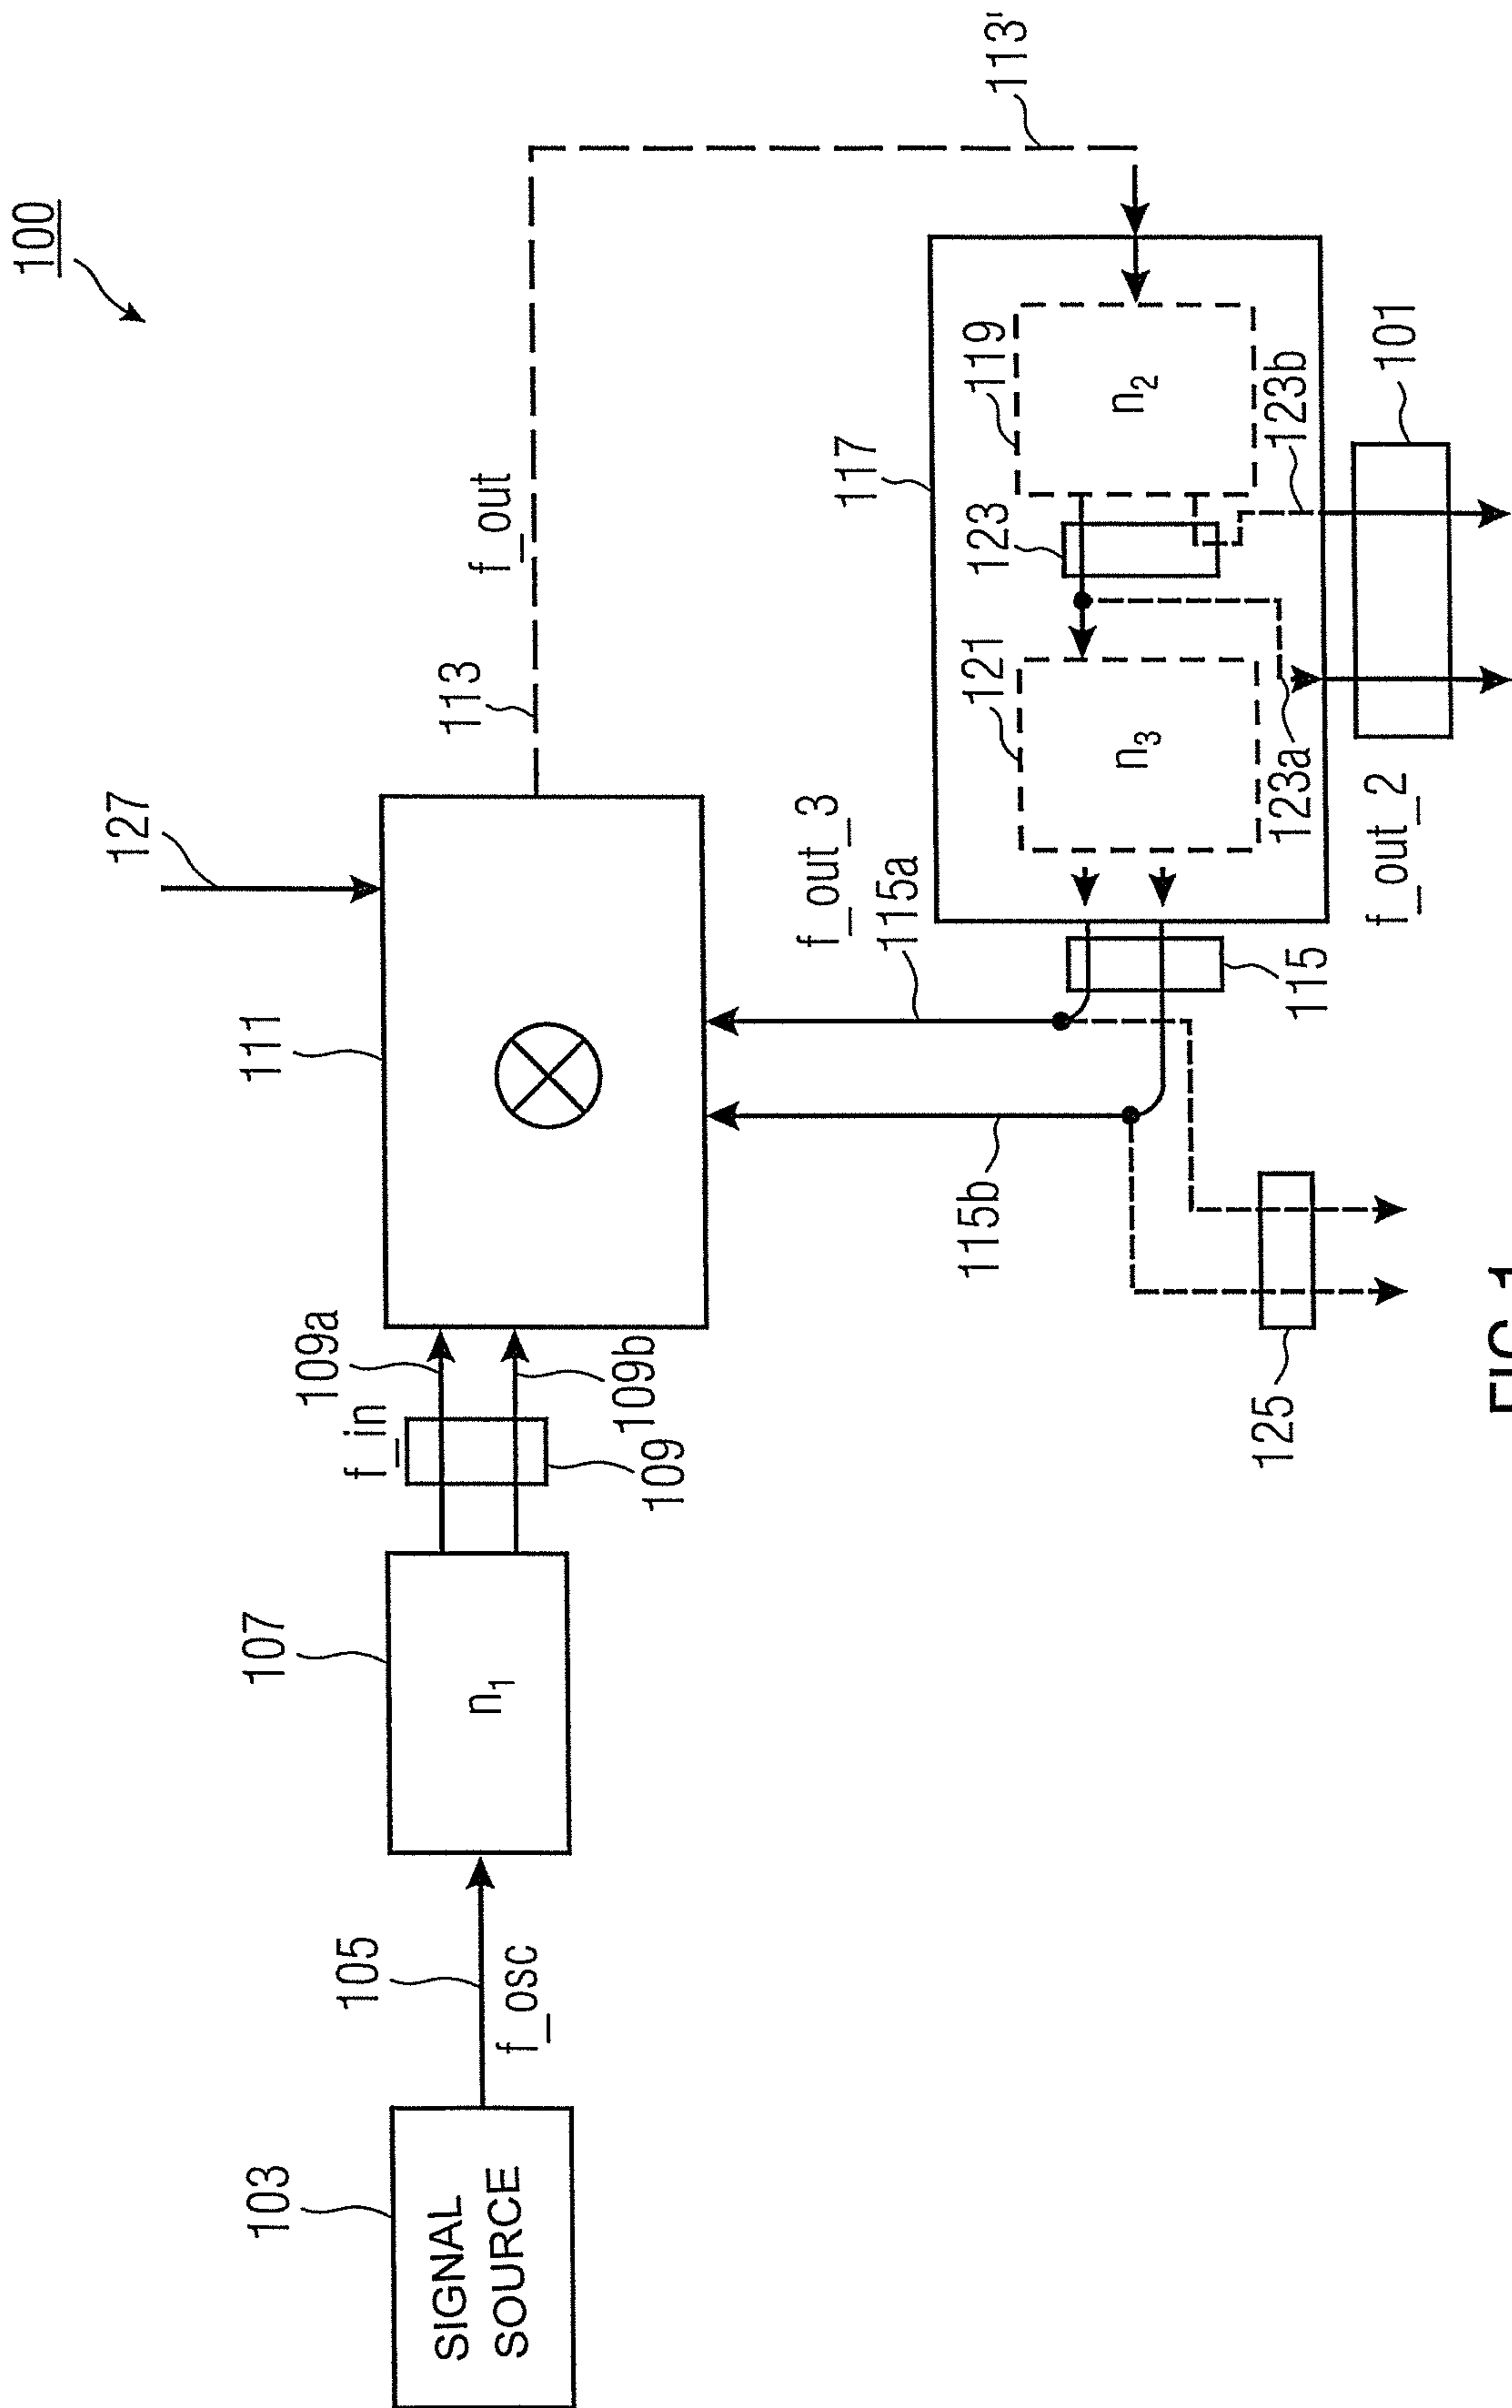 100
103
SIGNAL
SOURCE
105
f_osc
107
n1
f_in
109a
109b
109
111
127
113
f_out
113'
117
119
n2
123
121
n3
123a
123b
101
f_out_2
f_out_3
115a
115b
115
125
FIG 1